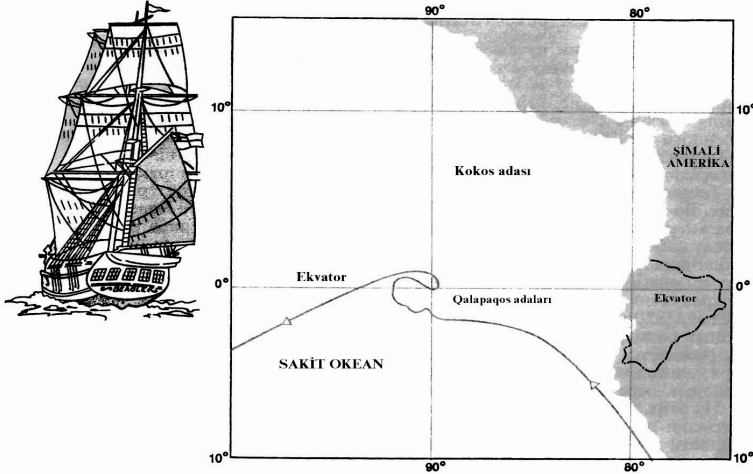 90°
80°
10°
10°
ŞİMALİ
AMERİKA
Kokos adası
Ekvator
0°
Qalapaqos adaları
Ekvator
0°
BEAGLER
SAKİT OKEAN
10°
90°
80°
10°